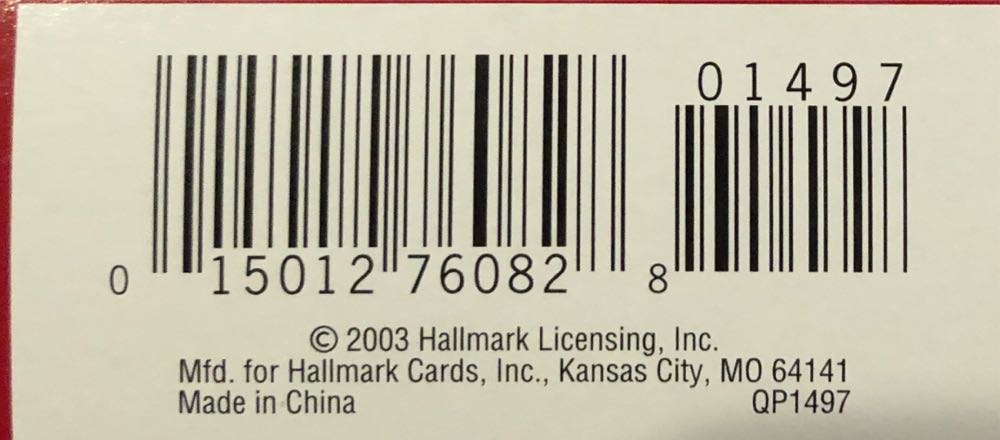 01497
0 15012 76082 8
© 2003 Hallmark Licensing, Inc.
Mfd. for Hallmark Cards, Inc., Kansas City, MO 64141
Made in China QP1497